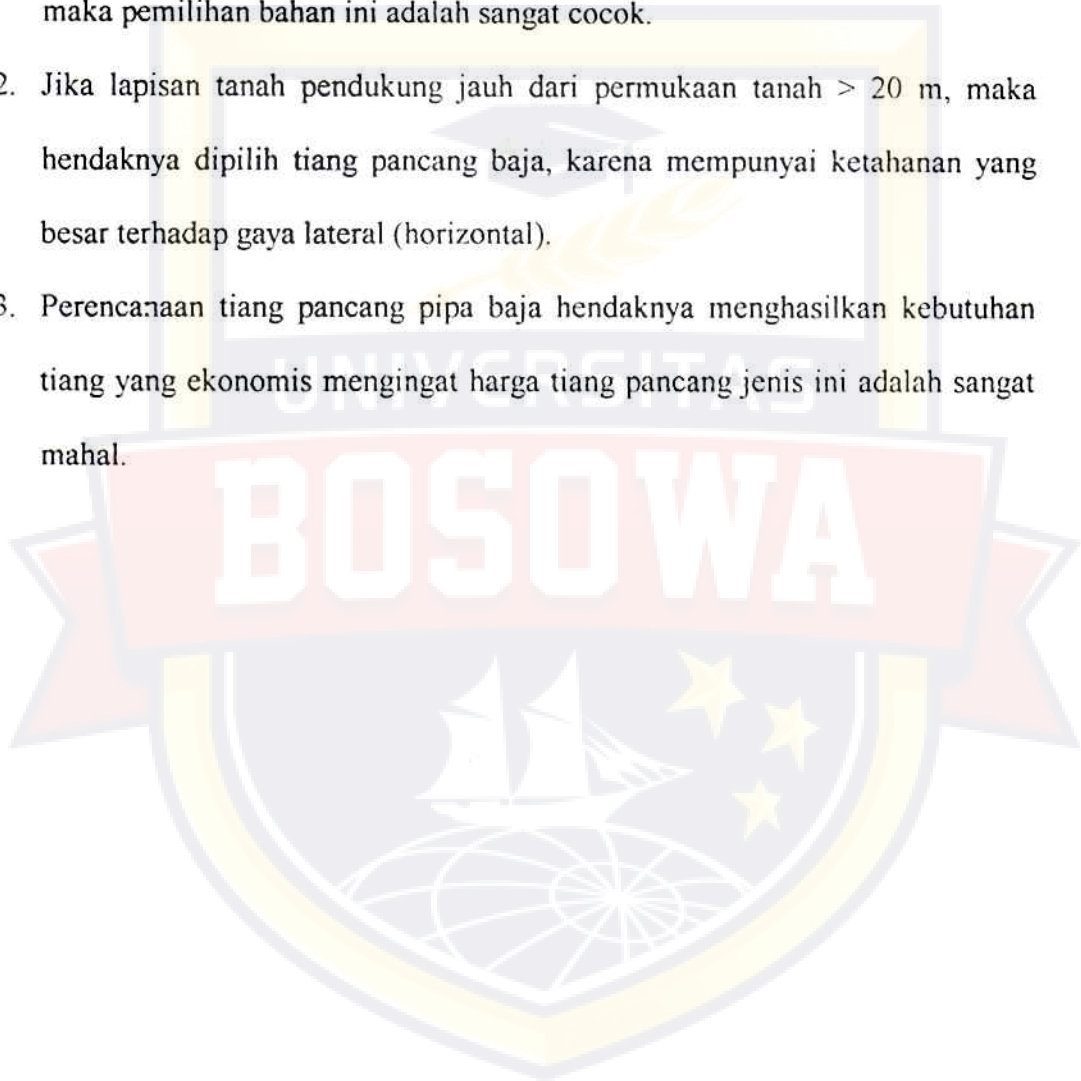 maka pemilihan bahan ini adalah sangat cocok.
2. Jika lapisan tanah pendukung jauh dari permukaan tanah > 20 m, maka
hendaknya dipilih tiang pancang baja, karena mempunyai ketahanan yang
besar terhadap gaya lateral (horizontal).
3. Perencanaan tiang pancang pipa baja hendaknya menghasilkan kebutuhan
tiang yang ekonomis mengingat harga tiang pancang jenis ini adalah sangat
mahal.
UNIVERSITAS
BOSOWA